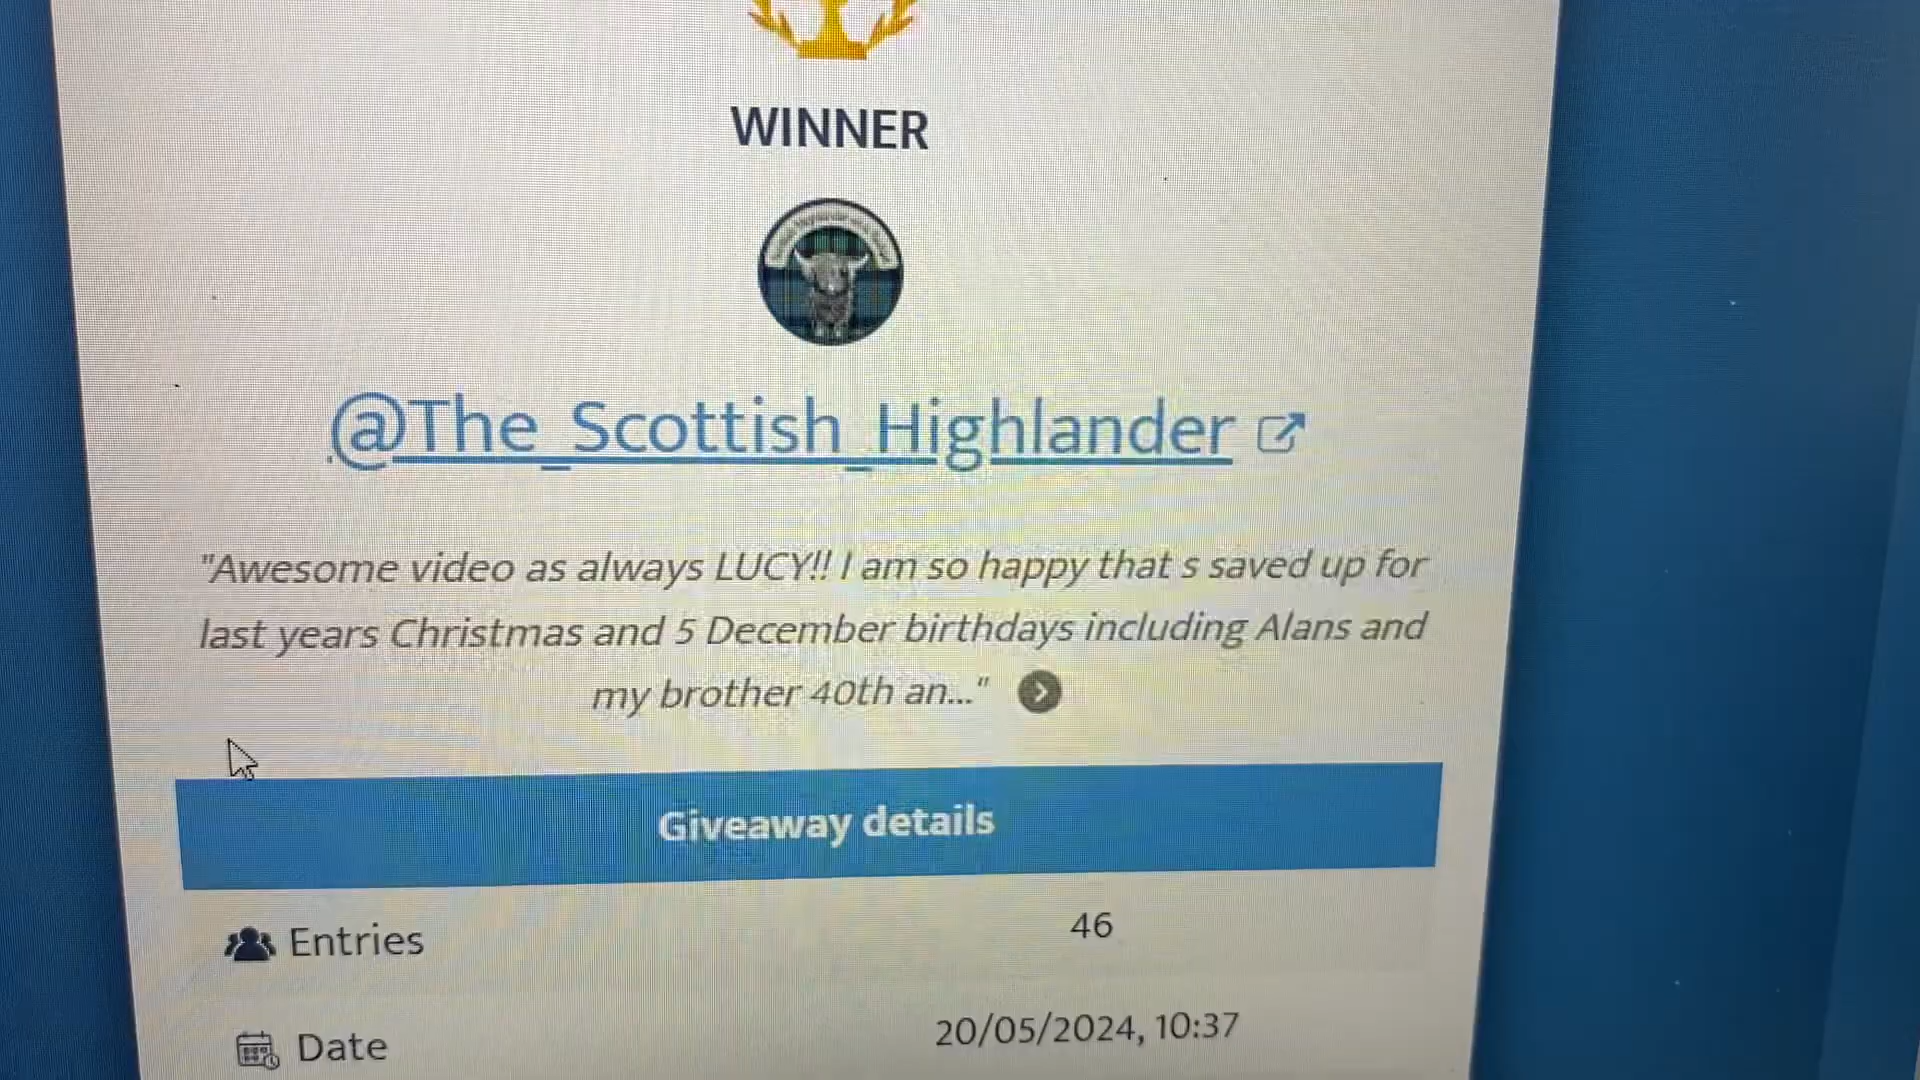 WINNER
@The_Scottish_Highlander
"Awesome video as always LUCY!! I am so happy that s saved up for
last years Christmas and 5 December birthdays including Alans and
my brother 40th an..."
Giveaway details
Entries
46
Date
20/05/2024, 10:37